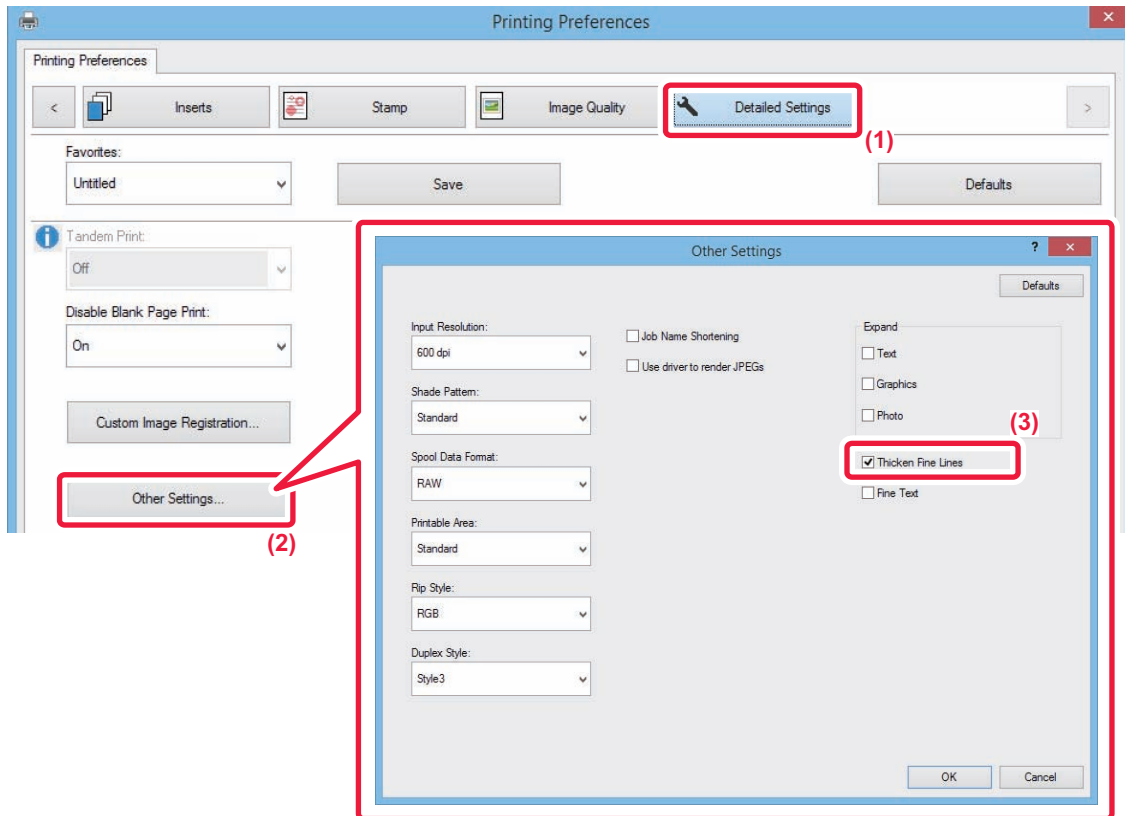 Printing Preferences
Printing Preferences
< Inserts Stamp Image Quality Detailed Settings >
(1)
Favorites:
Untitled Save Defaults
Tandem Print:
Off
Disable Blank Page Print:
On
Custom Image Registration...
Other Settings...
(2)
Other Settings ?
Defaults
Input Resolution:
600 dpi
Shade Pattern:
Standard
Spool Data Format:
RAW
Printable Area:
Standard
Rip Style:
RGB
Duplex Style:
Style3
Job Name Shortening
Use driver to render JPEGs
Expand
Text
Graphics
Photo
(3)
Thicken Fine Lines
Fine Text
OK Cancel